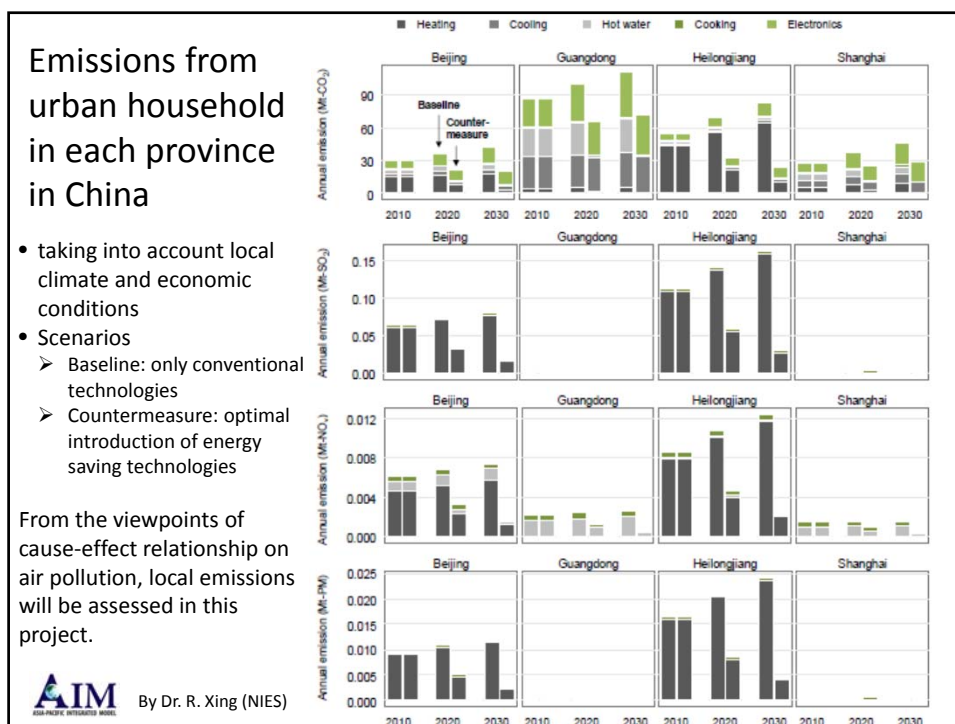 Emissions from
urban household
in each province
in China
• taking into account local
climate and economic
conditions
• Scenarios
➢ Baseline: only conventional
technologies
➢ Countermeasure: optimal
introduction of energy
saving technologies
From the viewpoints of
cause-effect relationship on
air pollution, local emissions
will be assessed in this
project.
AIM
ASIA-PACIFIC INTEGRATED MODEL
By Dr. R. Xing (NIES)
Heating Cooling Hot water Cooking Electronics
Beijing Guangdong Heilongjiang Shanghai
Annual emission (Mt-CO₂)
90
60
30
0
Baseline
Counter-
measure
2010 2020 2030 2010 2020 2030 2010 2020 2030 2010 2020 2030
Beijing Guangdong Heilongjiang Shanghai
Annual emission (Mt-SO₂)
0.15
0.10
0.05
0.00
Beijing Guangdong Heilongjiang Shanghai
Annual emission (Mt-NOₓ)
0.012
0.008
0.004
0.000
Beijing Guangdong Heilongjiang Shanghai
Annual emission (Mt-PM)
0.025
0.020
0.015
0.010
0.005
0.000
2010 2020 2030 2010 2020 2030 2010 2020 2030 2010 2020 2030